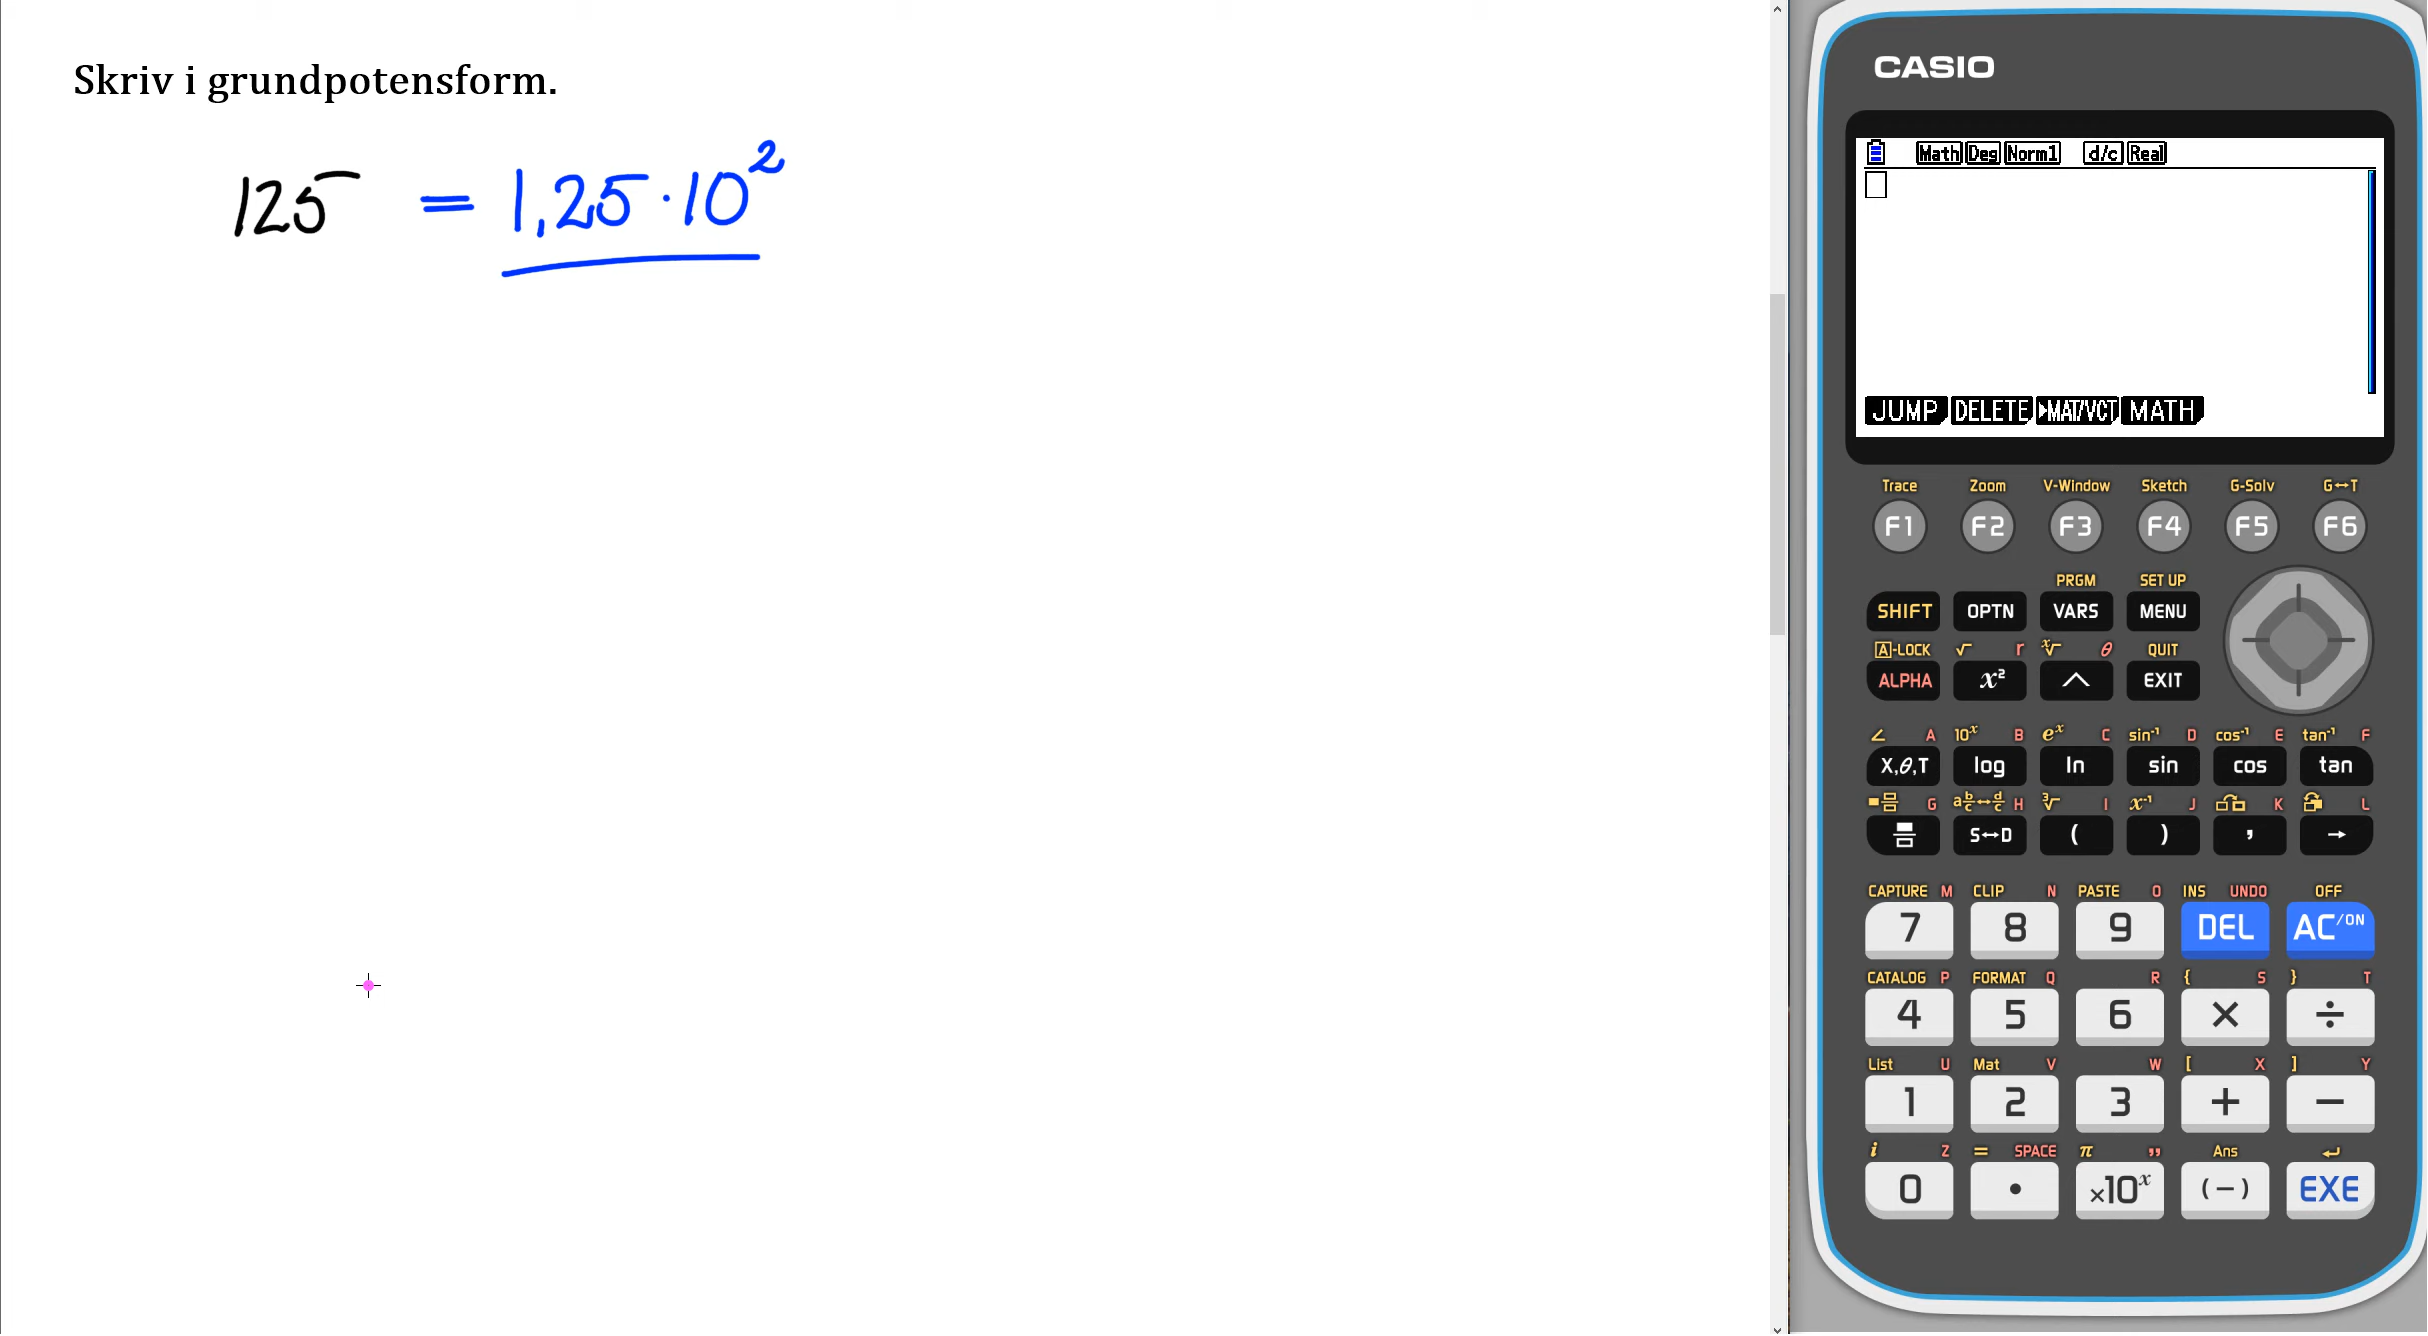 Skriv i grundpotensform.
125 = 1,25 · 10²
CASIO
Math Deg Norm1 d/c Real
JUMP DELETE ▶MAT/VCT MATH
Trace Zoom V-Window Sketch G-Solv G↔T
F1 F2 F3 F4 F5 F6
PRGM SET UP
SHIFT OPTN VARS MENU
A-LOCK √ r ˣ√ θ QUIT
ALPHA x² ^ EXIT
∠ A 10ˣ B eˣ C sin⁻¹ D cos⁻¹ E tan⁻¹ F
X,θ,T log ln sin cos tan
G a b/c↔d/c H ³√ I x⁻¹ J K L
S↔D ( ) , →
CAPTURE M CLIP N PASTE O INS UNDO OFF
7 8 9 DEL AC/ON
CATALOG P FORMAT Q R { S } T
4 5 6 × ÷
List U Mat V W [ X ] Y
1 2 3 + −
i Z = SPACE π " Ans ↵
0 • ×10ˣ (−) EXE